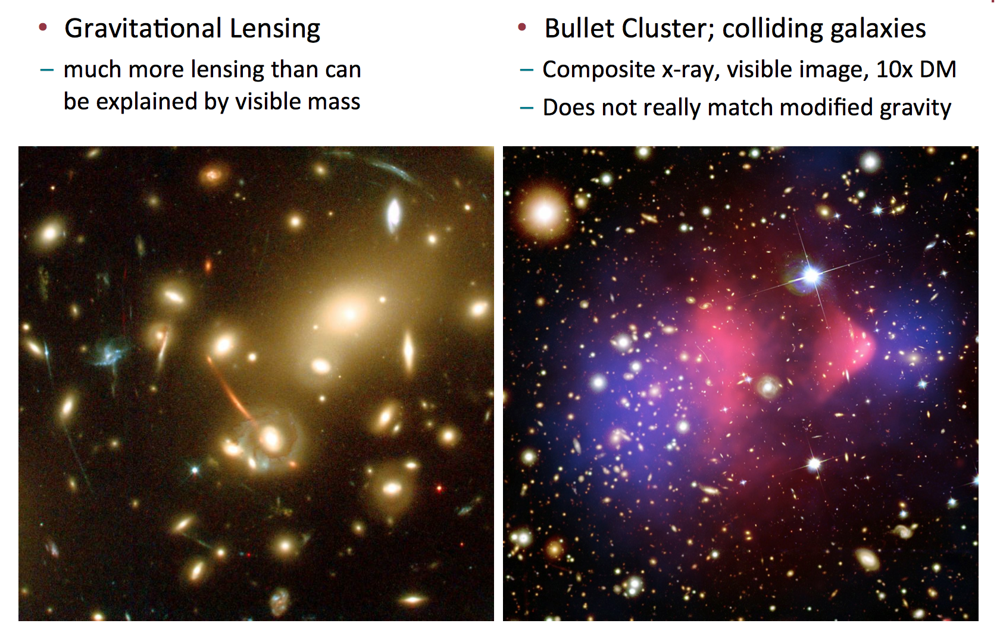 • Gravitational Lensing
– much more lensing than can
be explained by visible mass
• Bullet Cluster; colliding galaxies
– Composite x-ray, visible image, 10x DM
– Does not really match modified gravity